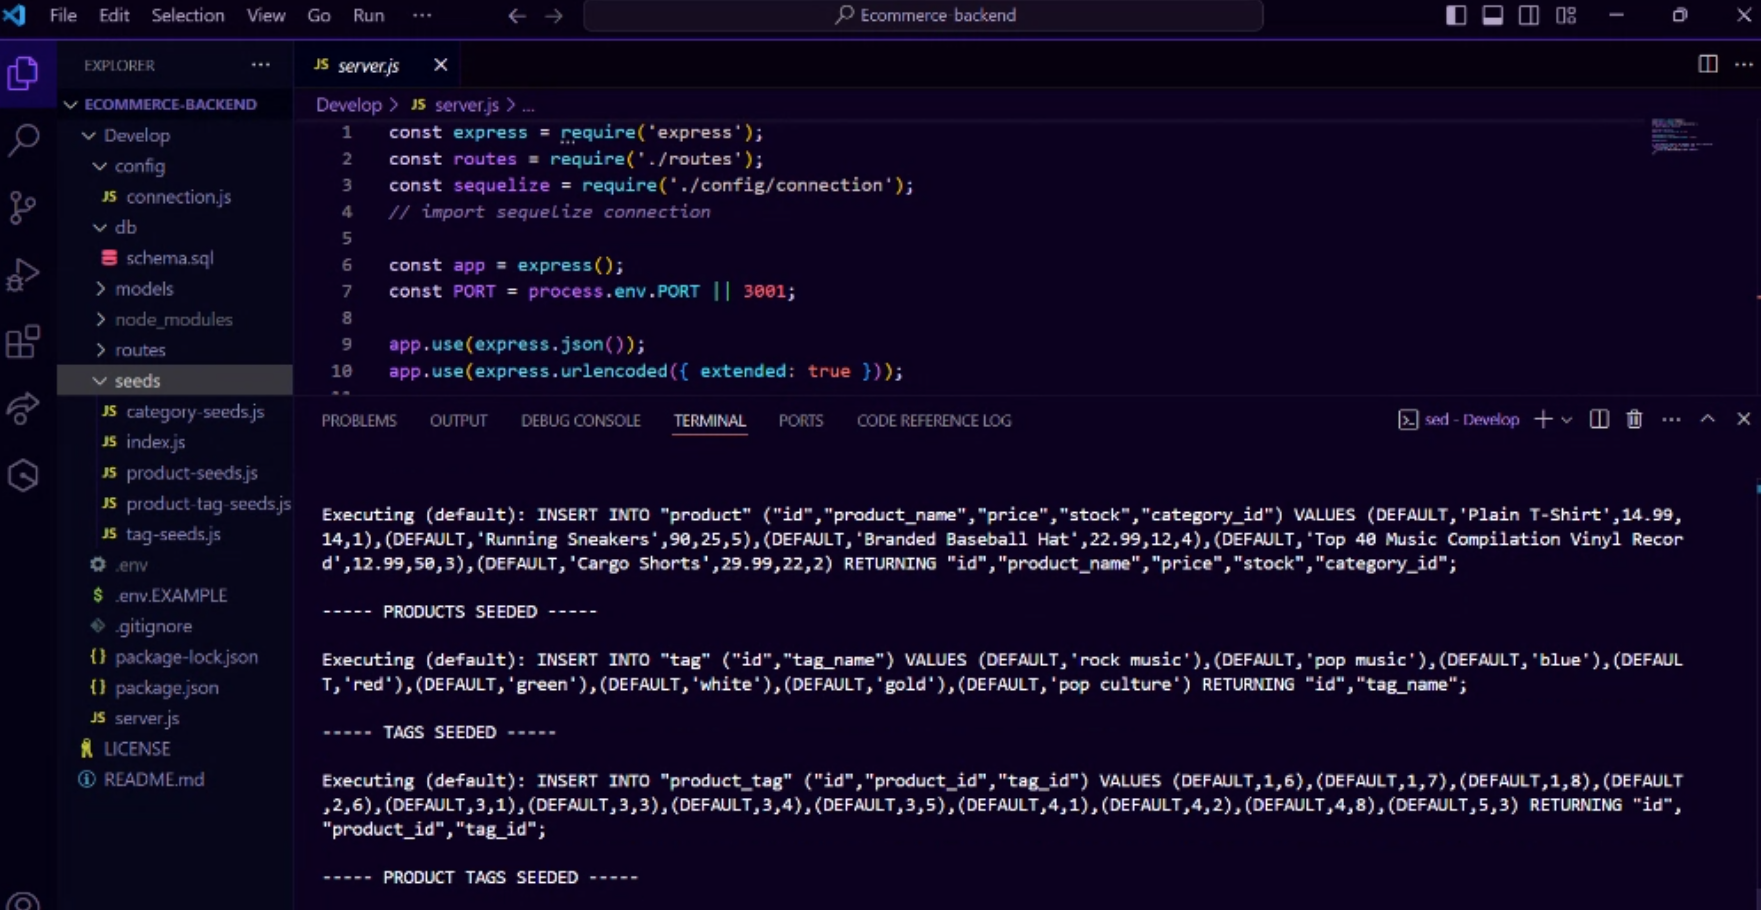 File Edit Selection View Go Run ··· Ecommerce-backend
EXPLORER ···
ECOMMERCE-BACKEND
Develop
config
JS connection.js
db
schema.sql
models
node_modules
routes
seeds
JS category-seeds.js
JS index.js
JS product-seeds.js
JS product-tag-seeds.js
JS tag-seeds.js
.env
$ .env.EXAMPLE
.gitignore
{} package-lock.json
{} package.json
JS server.js
LICENSE
README.md
JS server.js
Develop > JS server.js > ...
1 const express = require('express');
2 const routes = require('./routes');
3 const sequelize = require('./config/connection');
4 // import sequelize connection
5
6 const app = express();
7 const PORT = process.env.PORT || 3001;
8
9 app.use(express.json());
10 app.use(express.urlencoded({ extended: true }));
PROBLEMS OUTPUT DEBUG CONSOLE TERMINAL PORTS CODE REFERENCE LOG sed - Develop
Executing (default): INSERT INTO "product" ("id","product_name","price","stock","category_id") VALUES (DEFAULT,'Plain T-Shirt',14.99,
14,1),(DEFAULT,'Running Sneakers',90,25,5),(DEFAULT,'Branded Baseball Hat',22.99,12,4),(DEFAULT,'Top 40 Music Compilation Vinyl Recor
d',12.99,50,3),(DEFAULT,'Cargo Shorts',29.99,22,2) RETURNING "id","product_name","price","stock","category_id";
----- PRODUCTS SEEDED -----
Executing (default): INSERT INTO "tag" ("id","tag_name") VALUES (DEFAULT,'rock music'),(DEFAULT,'pop music'),(DEFAULT,'blue'),(DEFAUL
T,'red'),(DEFAULT,'green'),(DEFAULT,'white'),(DEFAULT,'gold'),(DEFAULT,'pop culture') RETURNING "id","tag_name";
----- TAGS SEEDED -----
Executing (default): INSERT INTO "product_tag" ("id","product_id","tag_id") VALUES (DEFAULT,1,6),(DEFAULT,1,7),(DEFAULT,1,8),(DEFAULT
,2,6),(DEFAULT,3,1),(DEFAULT,3,3),(DEFAULT,3,4),(DEFAULT,3,5),(DEFAULT,4,1),(DEFAULT,4,2),(DEFAULT,4,8),(DEFAULT,5,3) RETURNING "id",
"product_id","tag_id";
----- PRODUCT TAGS SEEDED -----